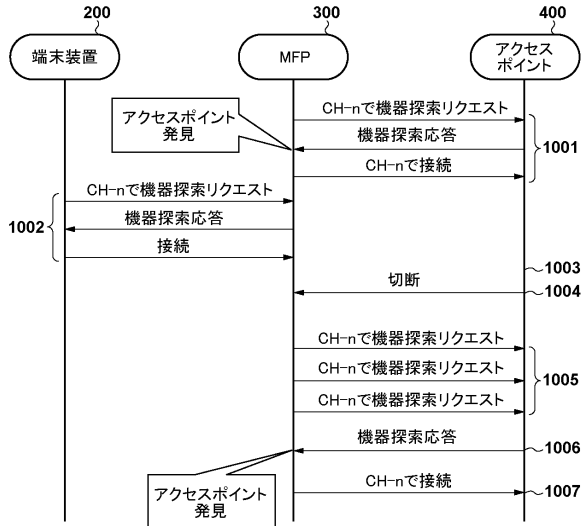 200
300
400
端末装置
MFP
アクセス
ポイント
アクセスポイント
発見
CH-nで機器探索リクエスト
機器探索応答
CH-nで接続
1001
CH-nで機器探索リクエスト
機器探索応答
接続
1002
1003
切断
1004
CH-nで機器探索リクエスト
CH-nで機器探索リクエスト
CH-nで機器探索リクエスト
1005
機器探索応答
1006
アクセスポイント
発見
CH-nで接続
1007